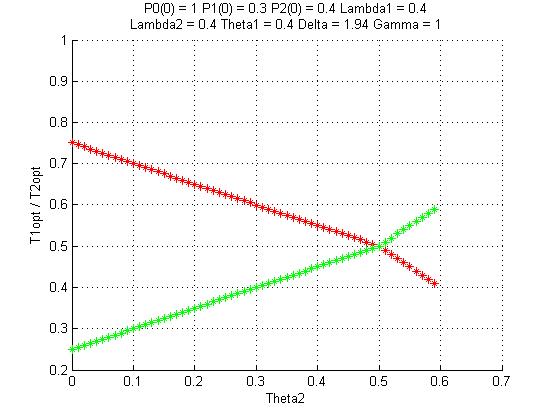 P0(0) = 1 P1(0) = 0.3 P2(0) = 0.4 Lambda1 = 0.4
Lambda2 = 0.4 Theta1 = 0.4 Delta = 1.94 Gamma = 1
1
0.9
0.8
0.7
0.6
0.5
0.4
0.3
0.2
T1opt / T2opt
0 0.1 0.2 0.3 0.4 0.5 0.6 0.7
Theta2